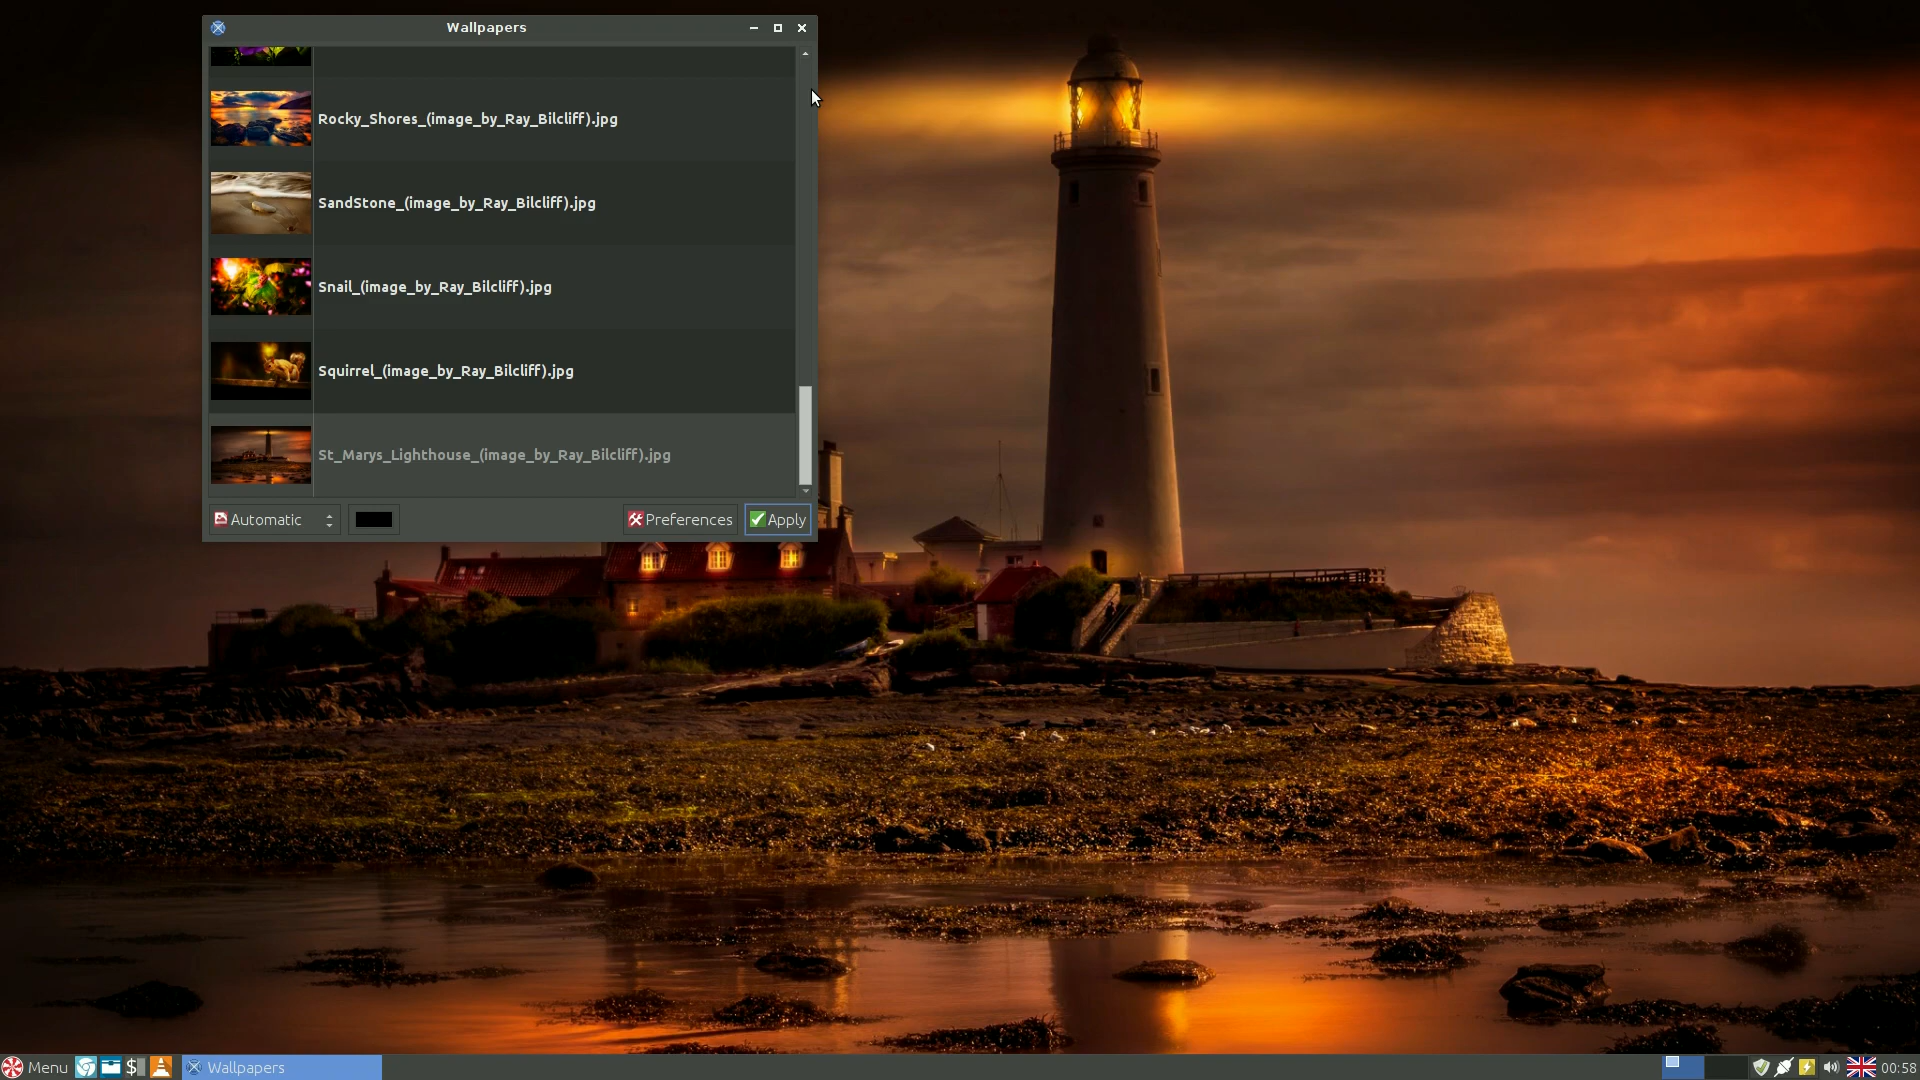 Wallpapers
Rocky_Shores_(image_by_Ray_Bilcliff).jpg
SandStone_(image_by_Ray_Bilcliff).jpg
Snail_(image_by_Ray_Bilcliff).jpg
Squirrel_(image_by_Ray_Bilcliff).jpg
St_Marys_Lighthouse_(image_by_Ray_Bilcliff).jpg
Automatic
Preferences
Apply
Menu
$
Wallpapers
00:58